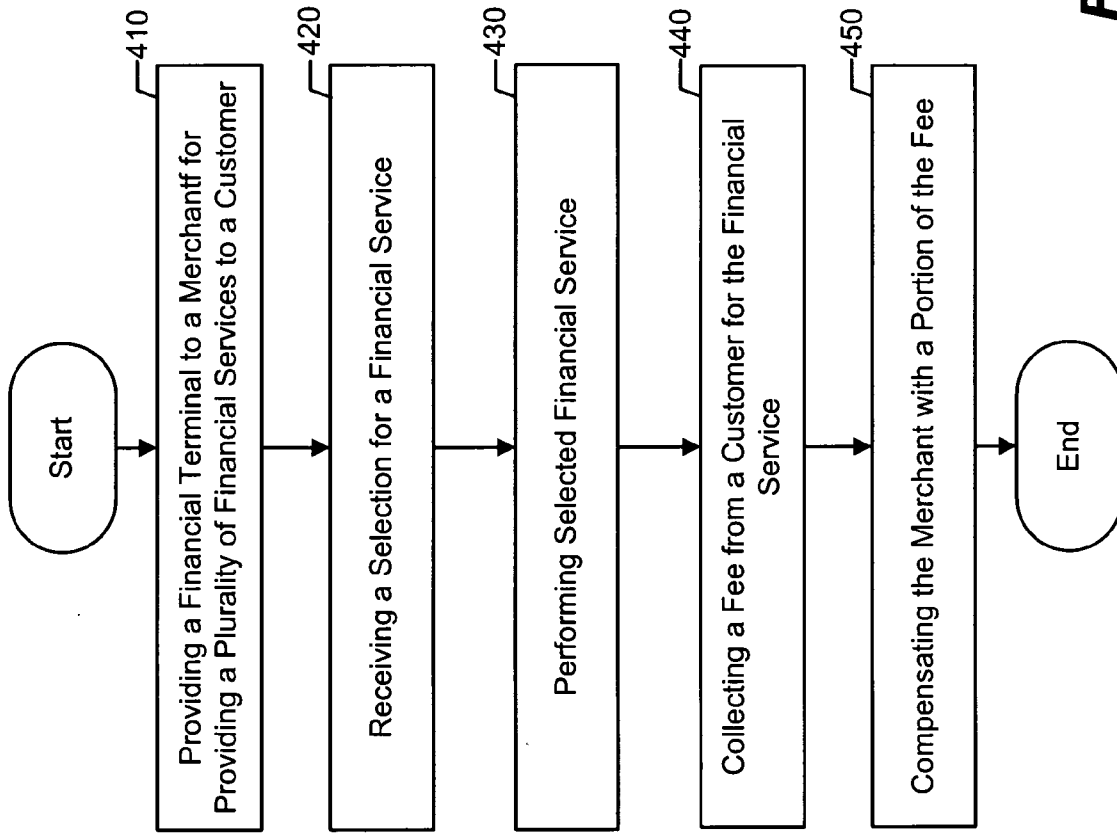 Start
410
Providing a Financial Terminal to a Merchantf for
Providing a Plurality of Financial Services to a Customer
420
Receiving a Selection for a Financial Service
430
Performing Selected Financial Service
440
Collecting a Fee from a Customer for the Financial
Service
450
Compensating the Merchant with a Portion of the Fee
End